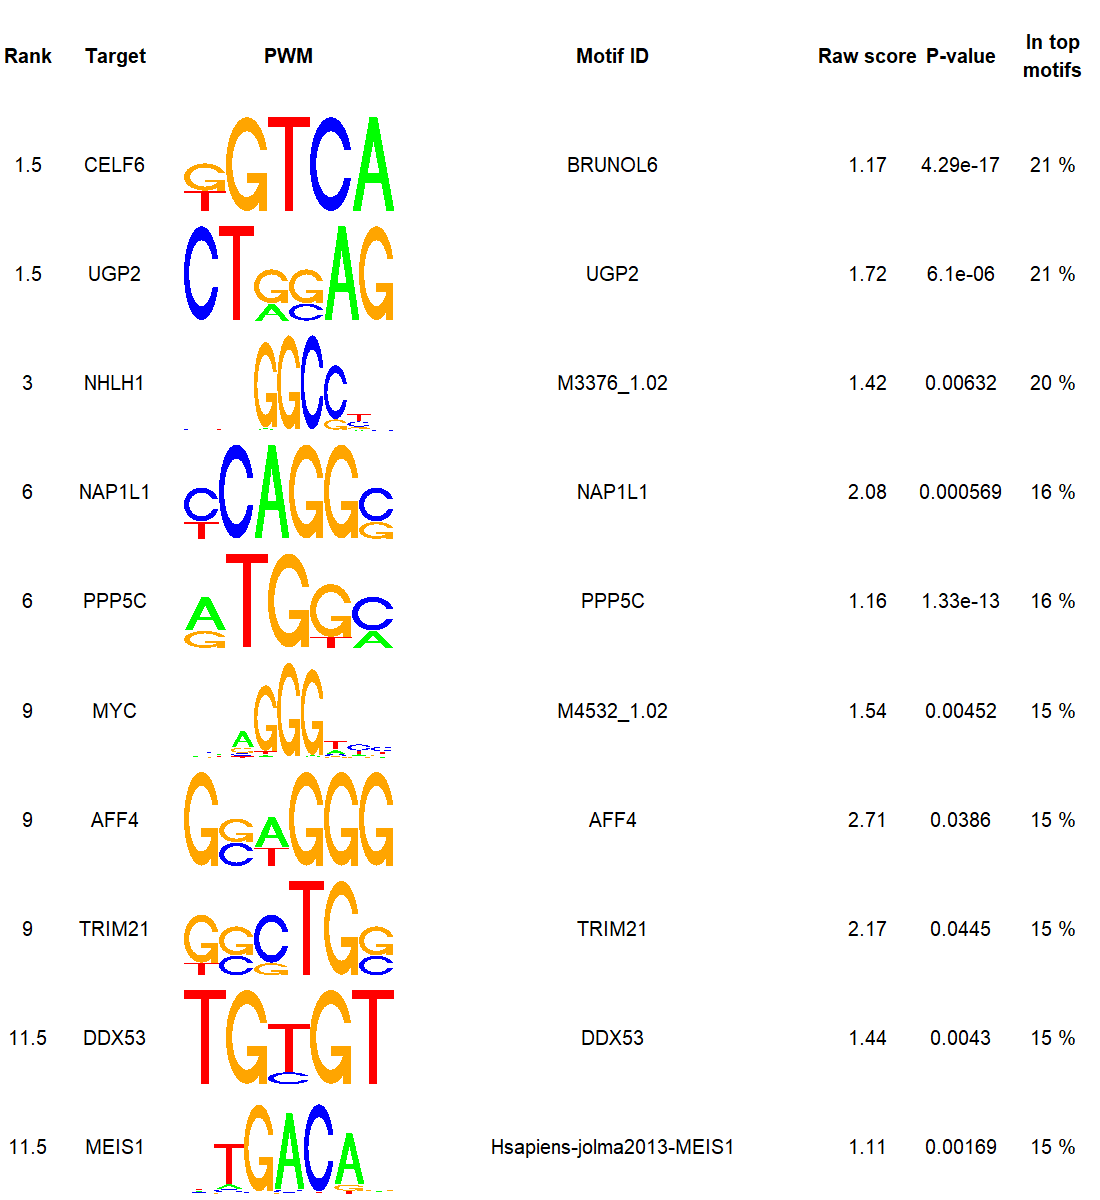 Rank Target PWM Motif ID Raw score P-value In top motifs
1.5 CELF6 BRUNOL6 1.17 4.29e-17 21 %
1.5 UGP2 UGP2 1.72 6.1e-06 21 %
3 NHLH1 M3376_1.02 1.42 0.00632 20 %
6 NAP1L1 NAP1L1 2.08 0.000569 16 %
6 PPP5C PPP5C 1.16 1.33e-13 16 %
9 MYC M4532_1.02 1.54 0.00452 15 %
9 AFF4 AFF4 2.71 0.0386 15 %
9 TRIM21 TRIM21 2.17 0.0445 15 %
11.5 DDX53 DDX53 1.44 0.0043 15 %
11.5 MEIS1 Hsapiens-jolma2013-MEIS1 1.11 0.00169 15 %